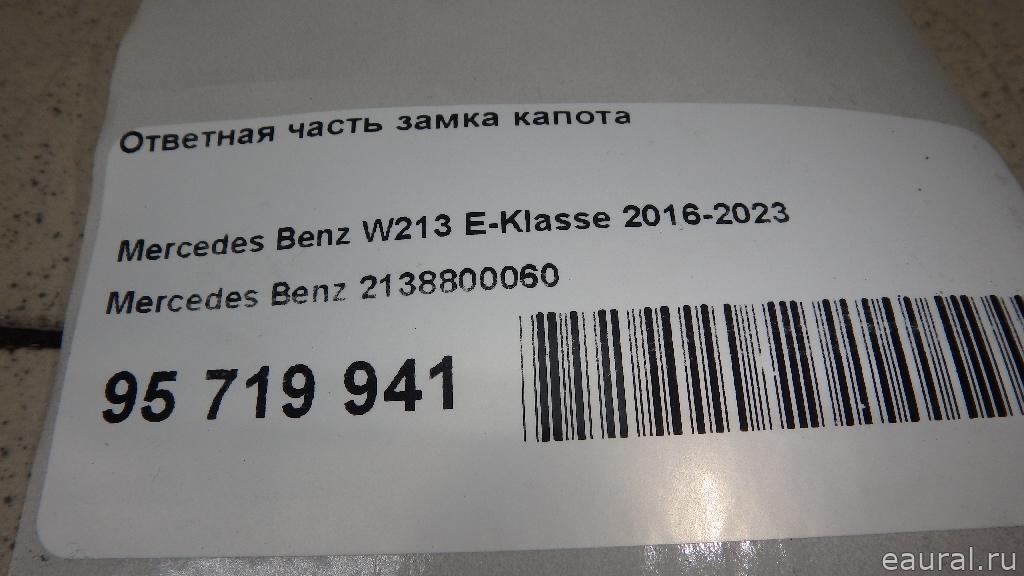 Ответная часть замка капота
Mercedes Benz W213 E-Klasse 2016-2023
Mercedes Benz 2138800060
95 719 941
eaural.ru